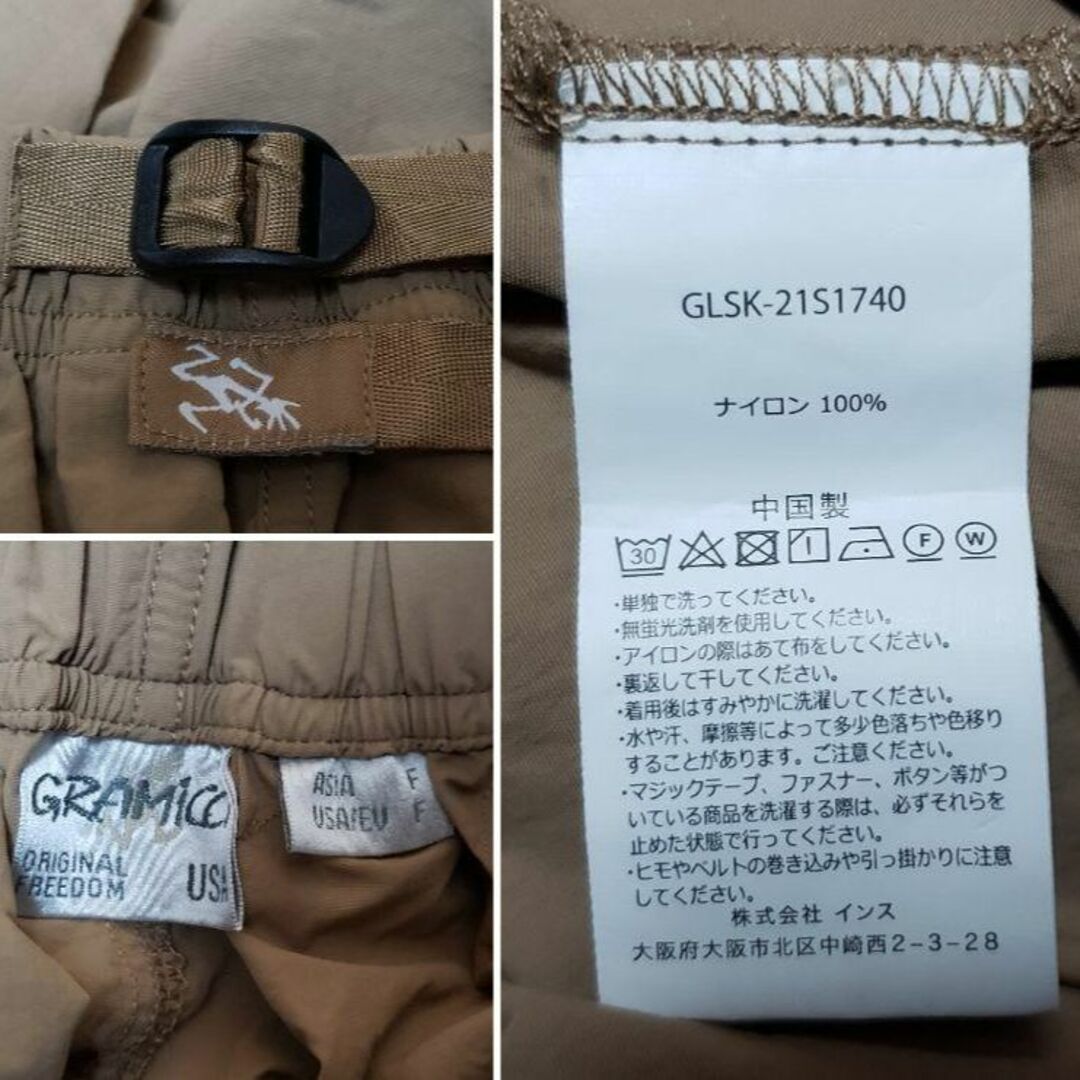 GRAMICCI
ORIGINAL
FREEDOM
USA
ASIA F
USA/EU F
GLSK-21S1740
ナイロン 100%
中国製
30
F
W
・単独で洗ってください。
・無蛍光洗剤を使用してください。
・アイロンの際はあて布をしてください。
・裏返して干してください。
・着用後はすみやかに洗濯してください。
・水や汗、摩擦等によって多少色落ちや色移り
することがあります。ご注意ください。
・マジックテープ、ファスナー、ボタン等がつ
いている商品を洗濯する際は、必ずそれらを
止めた状態で行ってください。
・ヒモやベルトの巻き込みや引っ掛かりに注意
してください。
株式会社 インス
大阪府大阪市北区中崎西2-3-28